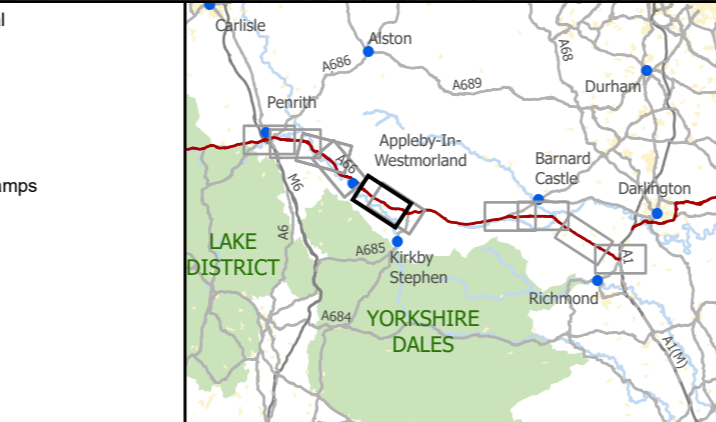 l
amps
Carlisle
Alston
A686
A68
A689
Durham
Penrith
Appleby-In-
Westmorland
A66
Barnard
Castle
Darlington
M6
A6
LAKE
DISTRICT
A685
Kirkby
Stephen
A1
Richmond
A684
YORKSHIRE
DALES
A1(M)